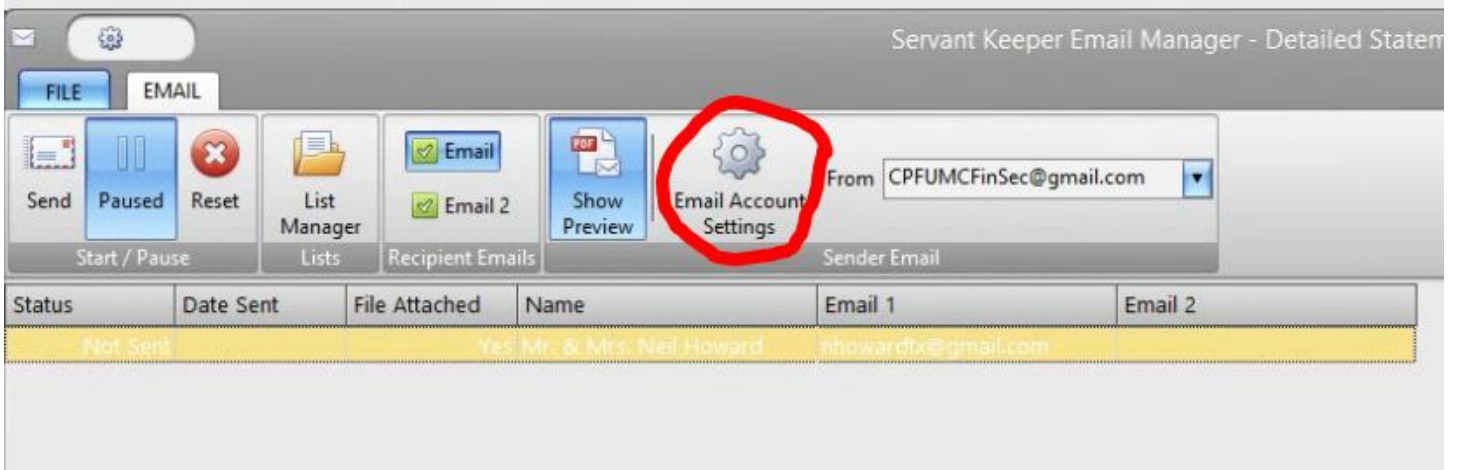 Servant Keeper Email Manager - Detailed Statem
FILE EMAIL
Send Paused Reset List Manager Email Email 2 PDF Show Preview Email Account Settings From CPFUMCFinSec@gmail.com
Start / Pause Lists Recipient Emails Sender Email
Status Date Sent File Attached Name Email 1 Email 2
Not Sent Yes Mr. & Mrs. Neil Howard nhowardtx@gmail.com